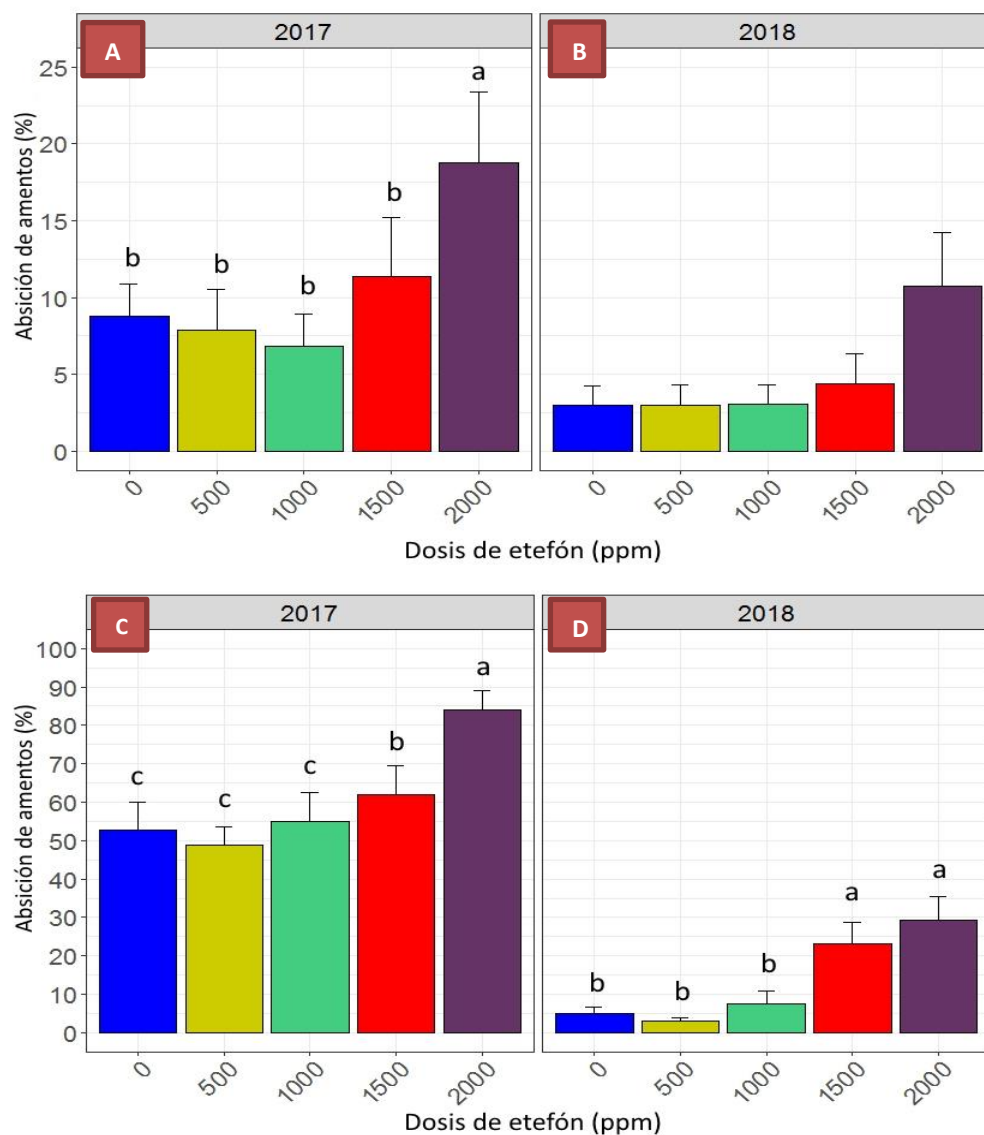 A
2017
B
2018
Absición de amentos (%)
25
20
15
10
5
0
b
b
b
b
a
0
500
1000
1500
2000
0
500
1000
1500
2000
Dosis de etefón (ppm)
C
2017
D
2018
Absición de amentos (%)
100
90
80
70
60
50
40
30
20
10
0
c
c
c
b
a
b
b
b
a
a
0
500
1000
1500
2000
0
500
1000
1500
2000
Dosis de etefón (ppm)